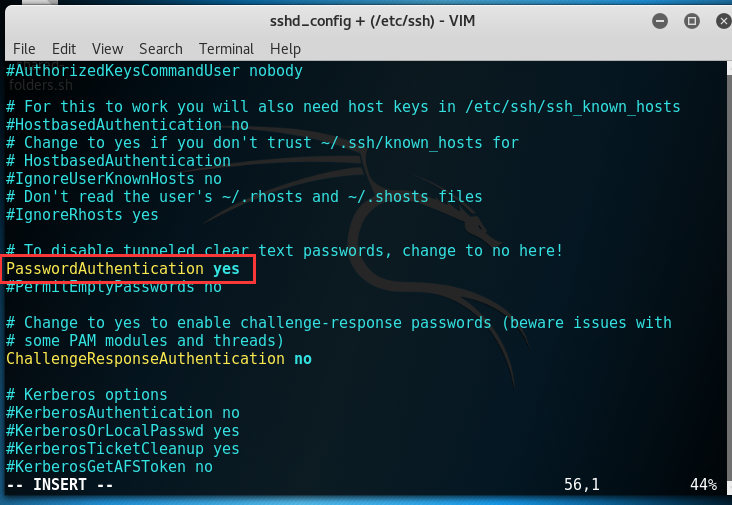 sshd_config + (/etc/ssh) - VIM
File Edit View Search Terminal Help
#AuthorizedKeysCommandUser nobody
folders.sh
# For this to work you will also need host keys in /etc/ssh/ssh_known_hosts
#HostbasedAuthentication no
# Change to yes if you don't trust ~/.ssh/known_hosts for
# HostbasedAuthentication
#IgnoreUserKnownHosts no
# Don't read the user's ~/.rhosts and ~/.shosts files
#IgnoreRhosts yes
# To disable tunneled clear text passwords, change to no here!
PasswordAuthentication yes
#PermitEmptyPasswords no
# Change to yes to enable challenge-response passwords (beware issues with
# some PAM modules and threads)
ChallengeResponseAuthentication no
# Kerberos options
#KerberosAuthentication no
#KerberosOrLocalPasswd yes
#KerberosTicketCleanup yes
#KerberosGetAFSToken no
-- INSERT -- 56,1 44%